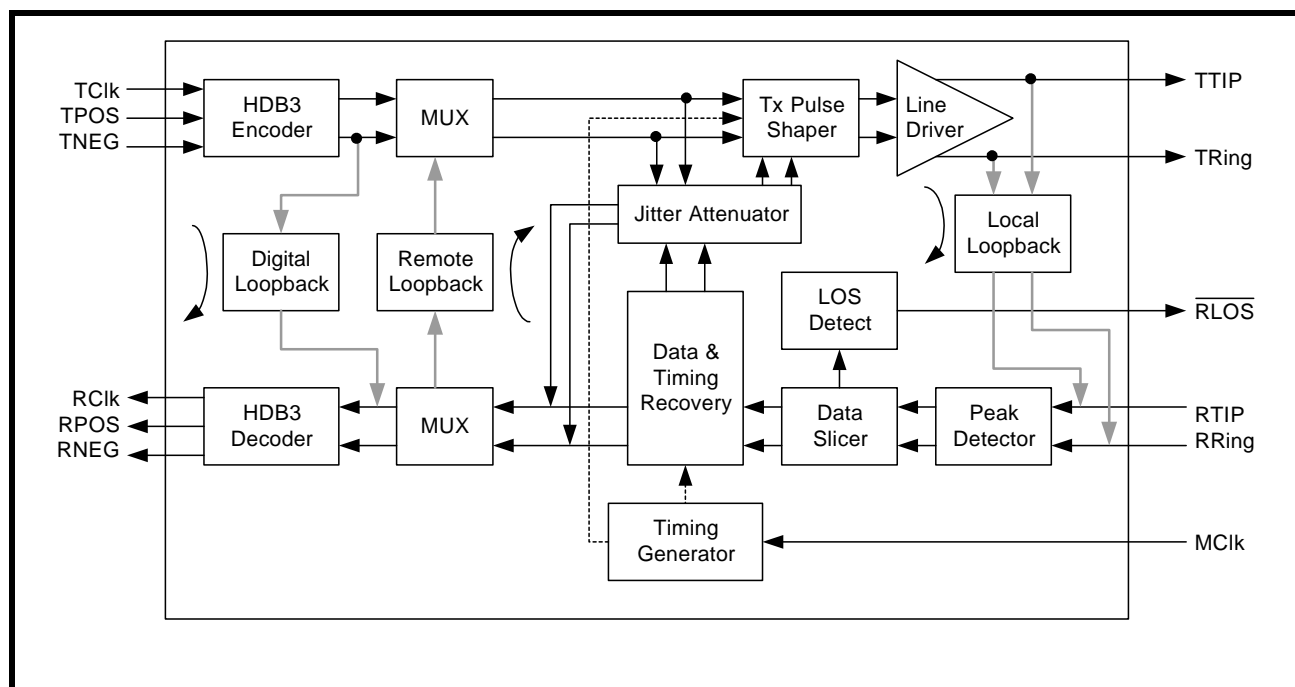 TClk
TPOS
TNEG
HDB3
Encoder
MUX
Tx Pulse
Shaper
Line
Driver
TTIP
TRing
Jitter Attenuator
Digital
Loopback
Remote
Loopback
Local
Loopback
LOS
Detect
RLOS
Data &
Timing
Recovery
RClk
RPOS
RNEG
HDB3
Decoder
MUX
Data
Slicer
Peak
Detector
RTIP
RRing
Timing
Generator
MClk